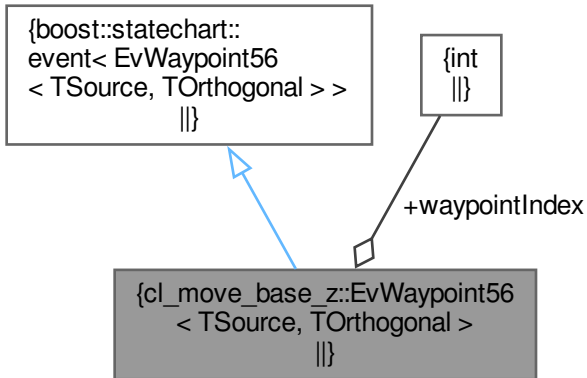 {boost::statechart::
event< EvWaypoint56
< TSource, TOrthogonal > >
||}
{int
||}
+waypointIndex
{cl_move_base_z::EvWaypoint56
< TSource, TOrthogonal >
||}